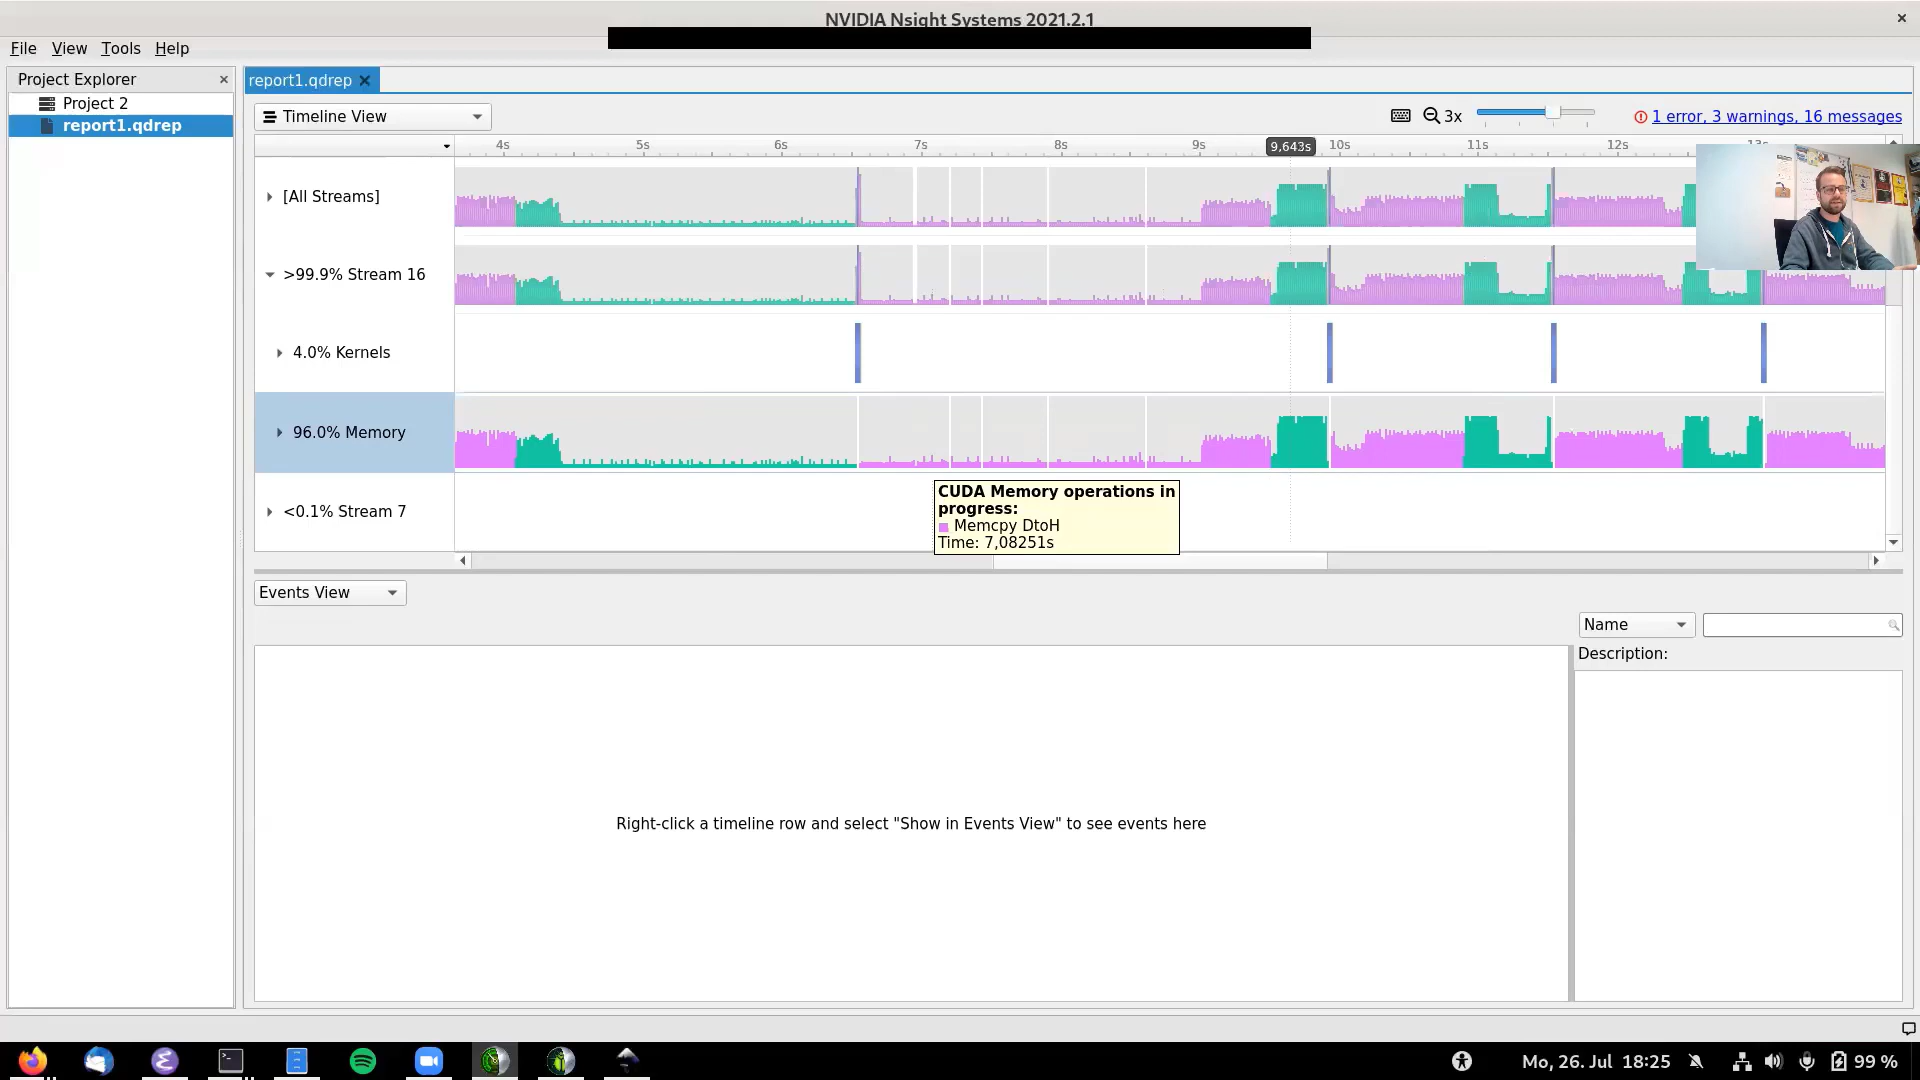 NVIDIA Nsight Systems 2021.2.1
File View Tools Help
Project Explorer
Project 2
report1.qdrep
report1.qdrep
Timeline View
3x
1 error, 3 warnings, 16 messages
4s 5s 6s 7s 8s 9s 9,643s 10s 11s 12s 13s
[All Streams]
>99.9% Stream 16
4.0% Kernels
96.0% Memory
<0.1% Stream 7
CUDA Memory operations in
progress:
Memcpy DtoH
Time: 7,08251s
Events View
Name
Description:
Right-click a timeline row and select "Show in Events View" to see events here
Mo, 26. Jul 18:25
99 %